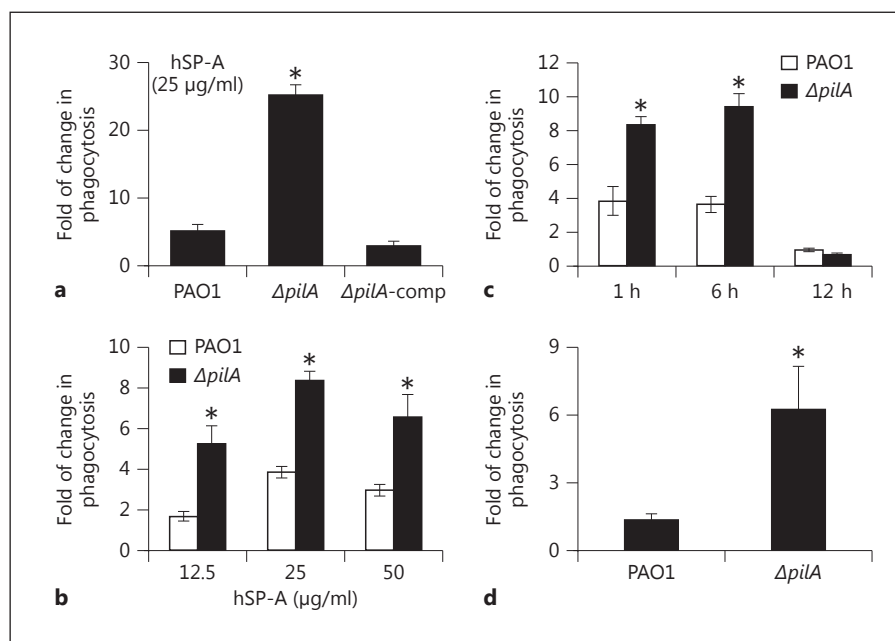 30
20
10
0
Fold of change in
phagocytosis
hSP-A
(25 μg/ml)
*
PAO1
ΔpilA
ΔpilA-comp
a
12
10
8
6
4
2
0
Fold of change in
phagocytosis
PAO1
ΔpilA
*
*
1 h
6 h
12 h
c
10
8
6
4
2
0
Fold of change in
phagocytosis
PAO1
ΔpilA
*
*
*
12.5
25
50
hSP-A (μg/ml)
b
9
6
3
0
Fold of change in
phagocytosis
*
PAO1
ΔpilA
d